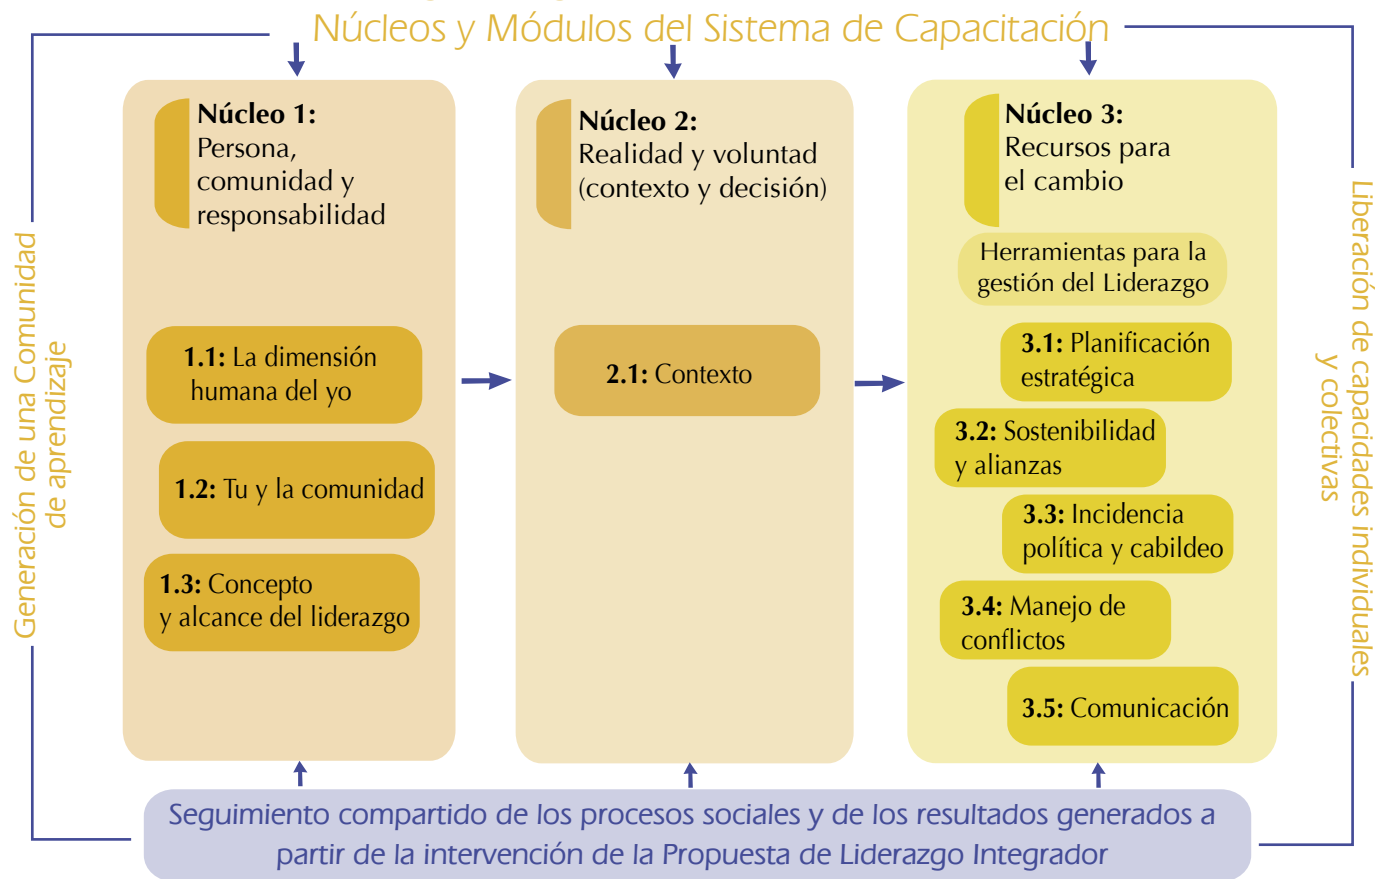 Núcleos y Módulos del Sistema de Capacitación
Generación de una Comunidad
de aprendizaje
Núcleo 1:
Persona,
comunidad y
responsabilidad
1.1: La dimensión
humana del yo
1.2: Tu y la comunidad
1.3: Concepto
y alcance del liderazgo
Núcleo 2:
Realidad y voluntad
(contexto y decisión)
2.1: Contexto
Núcleo 3:
Recursos para
el cambio
Herramientas para la
gestión del Liderazgo
3.1: Planificación
estratégica
3.2: Sostenibilidad
y alianzas
3.3: Incidencia
política y cabildeo
3.4: Manejo de
conflictos
3.5: Comunicación
Liberación de capacidades individuales
y colectivas
Seguimiento compartido de los procesos sociales y de los resultados generados a
partir de la intervención de la Propuesta de Liderazgo Integrador